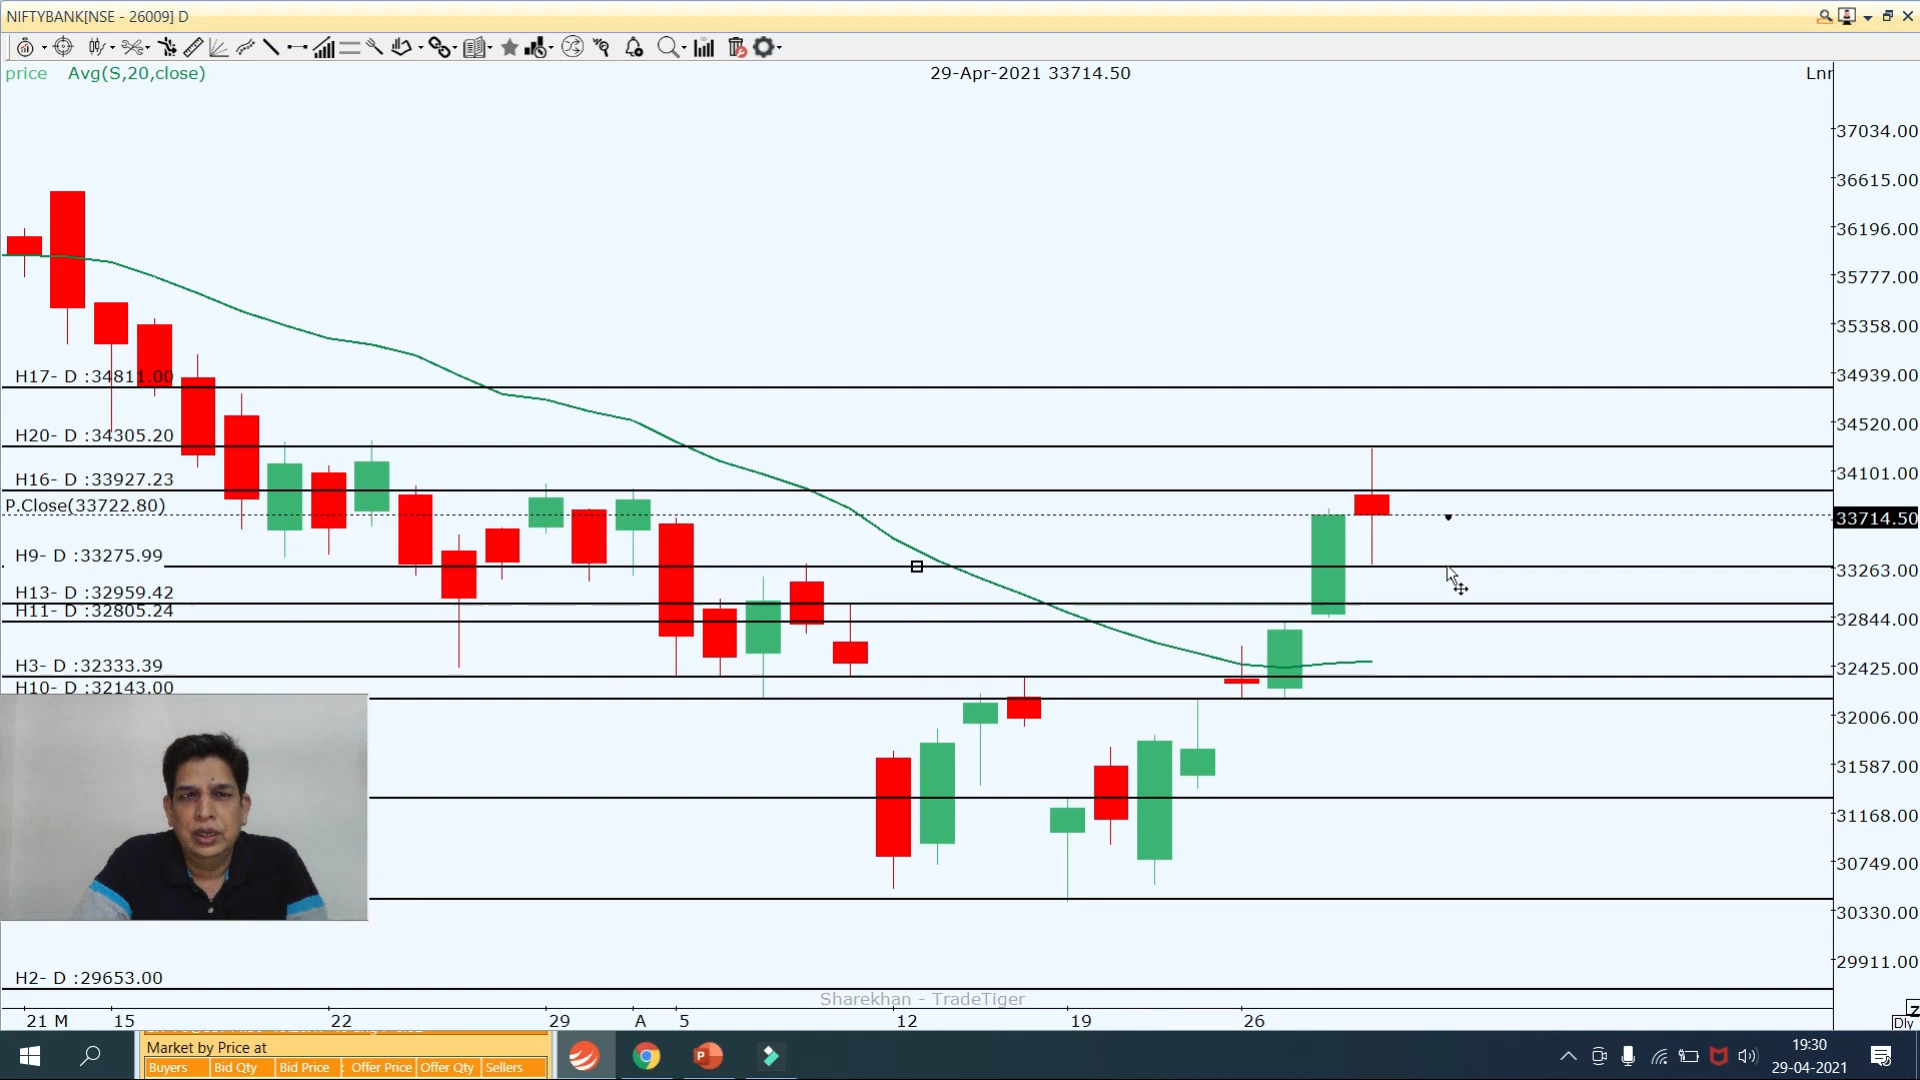 NIFTYBANK[NSE - 26009] D
price Avg(S,20,close)
29-Apr-2021 33714.50
Lnr
37034.00
36615.00
36196.00
35777.00
35358.00
H17- D :34811.00
34939.00
H20- D :34305.20
34520.00
H16- D :33927.23
34101.00
P.Close(33722.80)
33714.50
H9- D :33275.99
33263.00
H13- D :32959.42
H11- D :32805.24
32844.00
H3- D :32333.39
32425.00
H10- D :32143.00
32006.00
31587.00
31168.00
30749.00
30330.00
29911.00
H2- D :29653.00
Sharekhan - TradeTiger
21 M 15 22 29 A 5 12 19 26
Dly
Market by Price at
Buyers Bid Qty Bid Price Offer Price Offer Qty Sellers
19:30
29-04-2021